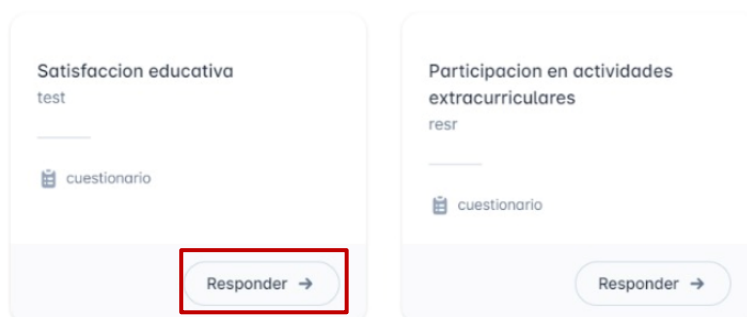 Satisfaccion educativa
test
cuestionario
Responder →
Participacion en actividades
extracurriculares
resr
cuestionario
Responder →